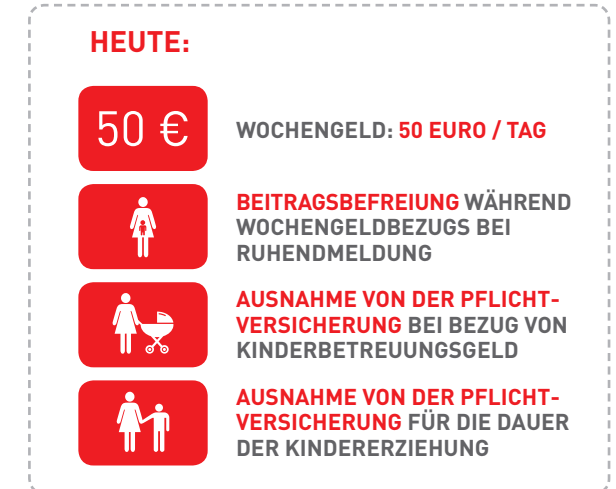 HEUTE:
50 €
WOCHENGELD: 50 EURO / TAG
BEITRAGSBEFREIUNG WÄHREND
WOCHENGELDBEZUGS BEI
RUHENDMELDUNG
AUSNAHME VON DER PFLICHT-
VERSICHERUNG BEI BEZUG VON
KINDERBETREUUNGSGELD
AUSNAHME VON DER PFLICHT-
VERSICHERUNG FÜR DIE DAUER
DER KINDERERZIEHUNG